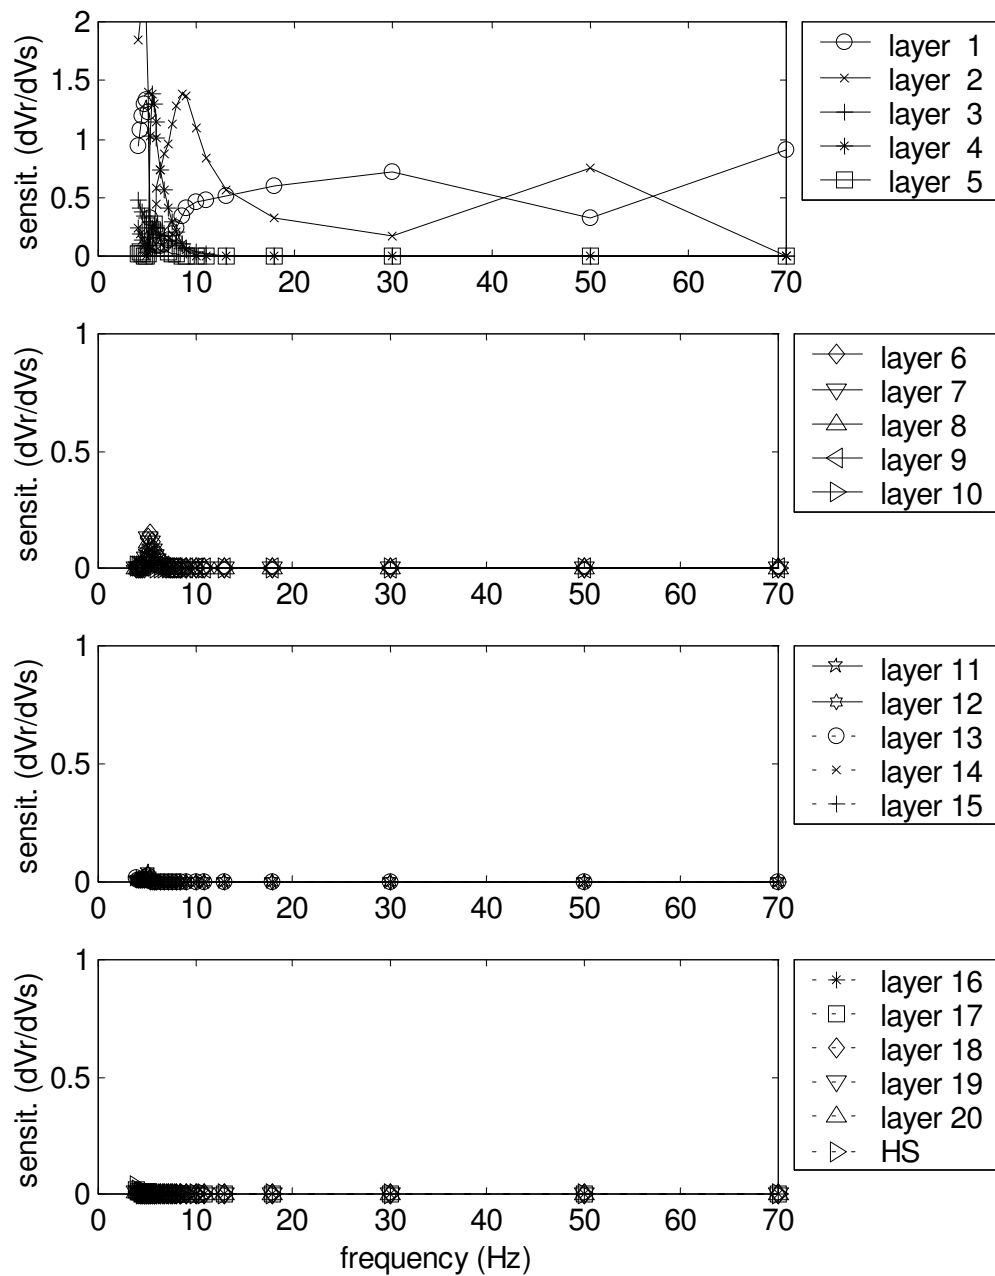 2
1.5
1
0.5
0
sensit. (dVr/dVs)
0 10 20 30 40 50 60 70
layer 1
layer 2
layer 3
layer 4
layer 5
1
0.5
0
sensit. (dVr/dVs)
0 10 20 30 40 50 60 70
layer 6
layer 7
layer 8
layer 9
layer 10
1
0.5
0
sensit. (dVr/dVs)
0 10 20 30 40 50 60 70
layer 11
layer 12
layer 13
layer 14
layer 15
1
0.5
0
sensit. (dVr/dVs)
0 10 20 30 40 50 60 70
frequency (Hz)
layer 16
layer 17
layer 18
layer 19
layer 20
HS